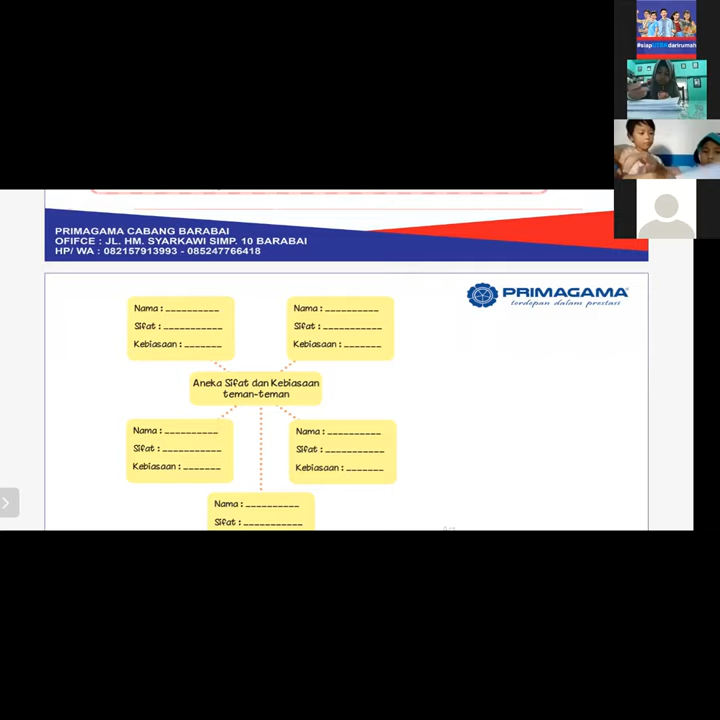 #siapUTBKdarirumah
PRIMAGAMA CABANG BARABAI
OFIFCE : JL. HM. SYARKAWI SIMP. 10 BARABAI
HP/ WA : 082157913993 - 085247766418
PRIMAGAMA
terdepan dalam prestasi
Nama : __________
Sifat : ___________
Kebiasaan : _______
Nama : __________
Sifat : ___________
Kebiasaan : _______
Aneka Sifat dan Kebiasaan
teman-teman
Nama : __________
Sifat : ___________
Kebiasaan : _______
Nama : __________
Sifat : ___________
Kebiasaan : _______
Nama : __________
Sifat : ___________